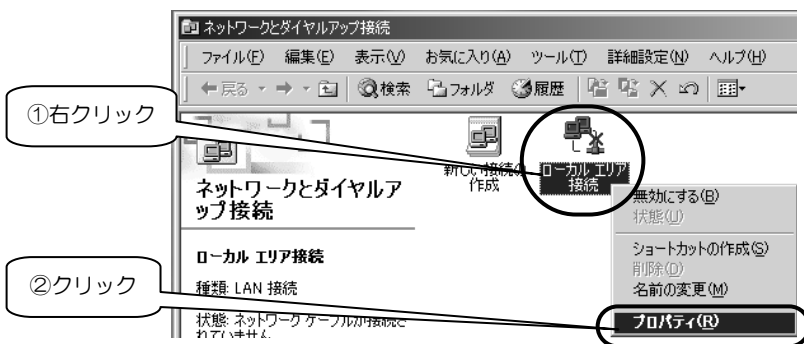 ネットワークとダイヤルアップ接続
ファイル(F) 編集(E) 表示(V) お気に入り(A) ツール(T) 詳細設定(N) ヘルプ(H)
戻る 検索 フォルダ 履歴
①右クリック
新しい接続の
作成
ローカル エリア
接続
ネットワークとダイヤルア
ップ接続
無効にする(B)
状態(U)
ショートカットの作成(S)
削除(D)
名前の変更(M)
プロパティ(R)
ローカル エリア接続
②クリック
種類: LAN 接続
状態: ネットワーク ケーブルが接続さ
れていません